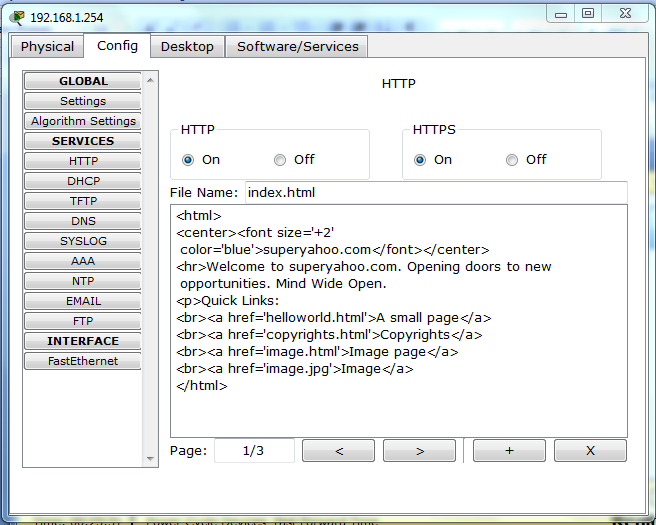 192.168.1.254
Physical Config Desktop Software/Services
GLOBAL
Settings
Algorithm Settings
SERVICES
HTTP
DHCP
TFTP
DNS
SYSLOG
AAA
NTP
EMAIL
FTP
INTERFACE
FastEthernet
HTTP
HTTP
On Off
HTTPS
On Off
File Name: index.html
<html>
<center><font size='+2'
color='blue'>superyahoo.com</font></center>
<hr>Welcome to superyahoo.com. Opening doors to new
opportunities. Mind Wide Open.
<p>Quick Links:
<br><a href='helloworld.html'>A small page</a>
<br><a href='copyrights.html'>Copyrights</a>
<br><a href='image.html'>Image page</a>
<br><a href='image.jpg'>Image</a>
</html>
Page: 1/3 < > + X